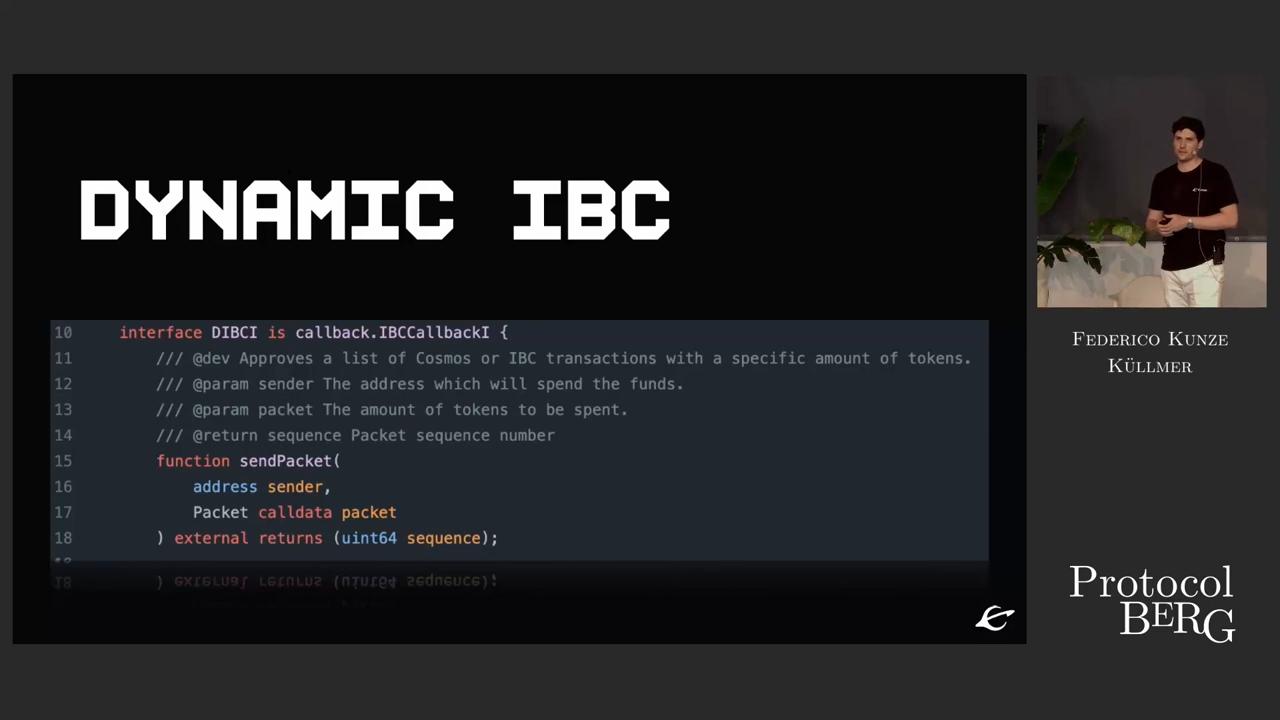 DYNAMIC IBC
10 interface DIBCI is callback.IBCCallbackI {
11 /// @dev Approves a list of Cosmos or IBC transactions with a specific amount of tokens.
12 /// @param sender The address which will spend the funds.
13 /// @param packet The amount of tokens to be spent.
14 /// @return sequence Packet sequence number
15 function sendPacket(
16 address sender,
17 Packet calldata packet
18 ) external returns (uint64 sequence);
FEDERICO KUNZE
KÜLLMER
Protocol
BERG